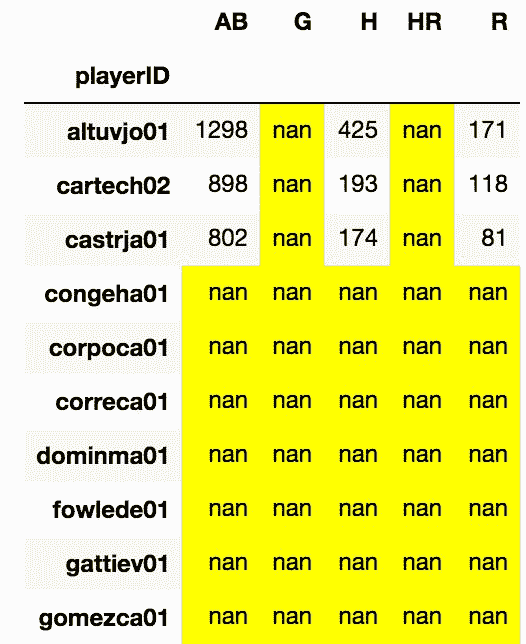 AB G H HR R
playerID
altuvjo01 1298 nan 425 nan 171
cartech02 898 nan 193 nan 118
castrja01 802 nan 174 nan 81
congeha01 nan nan nan nan nan
corpoca01 nan nan nan nan nan
correca01 nan nan nan nan nan
dominma01 nan nan nan nan nan
fowlede01 nan nan nan nan nan
gattiev01 nan nan nan nan nan
gomezca01 nan nan nan nan nan